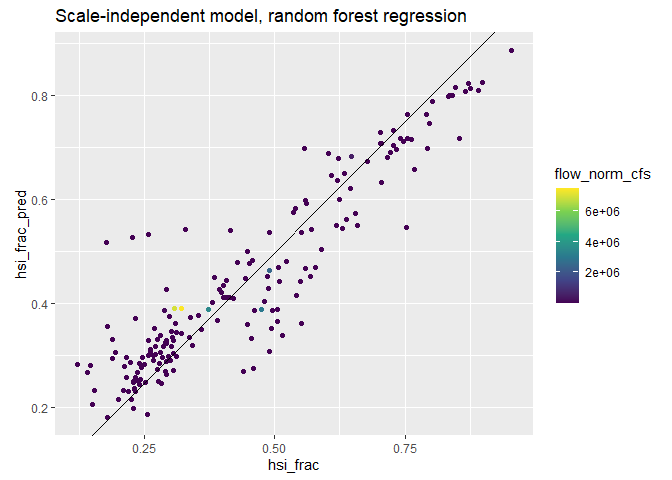 Scale-independent model, random forest regression
hsi_frac_pred
0.8
0.6
0.4
0.2
0.25
0.50
0.75
hsi_frac
flow_norm_cfs
6e+06
4e+06
2e+06